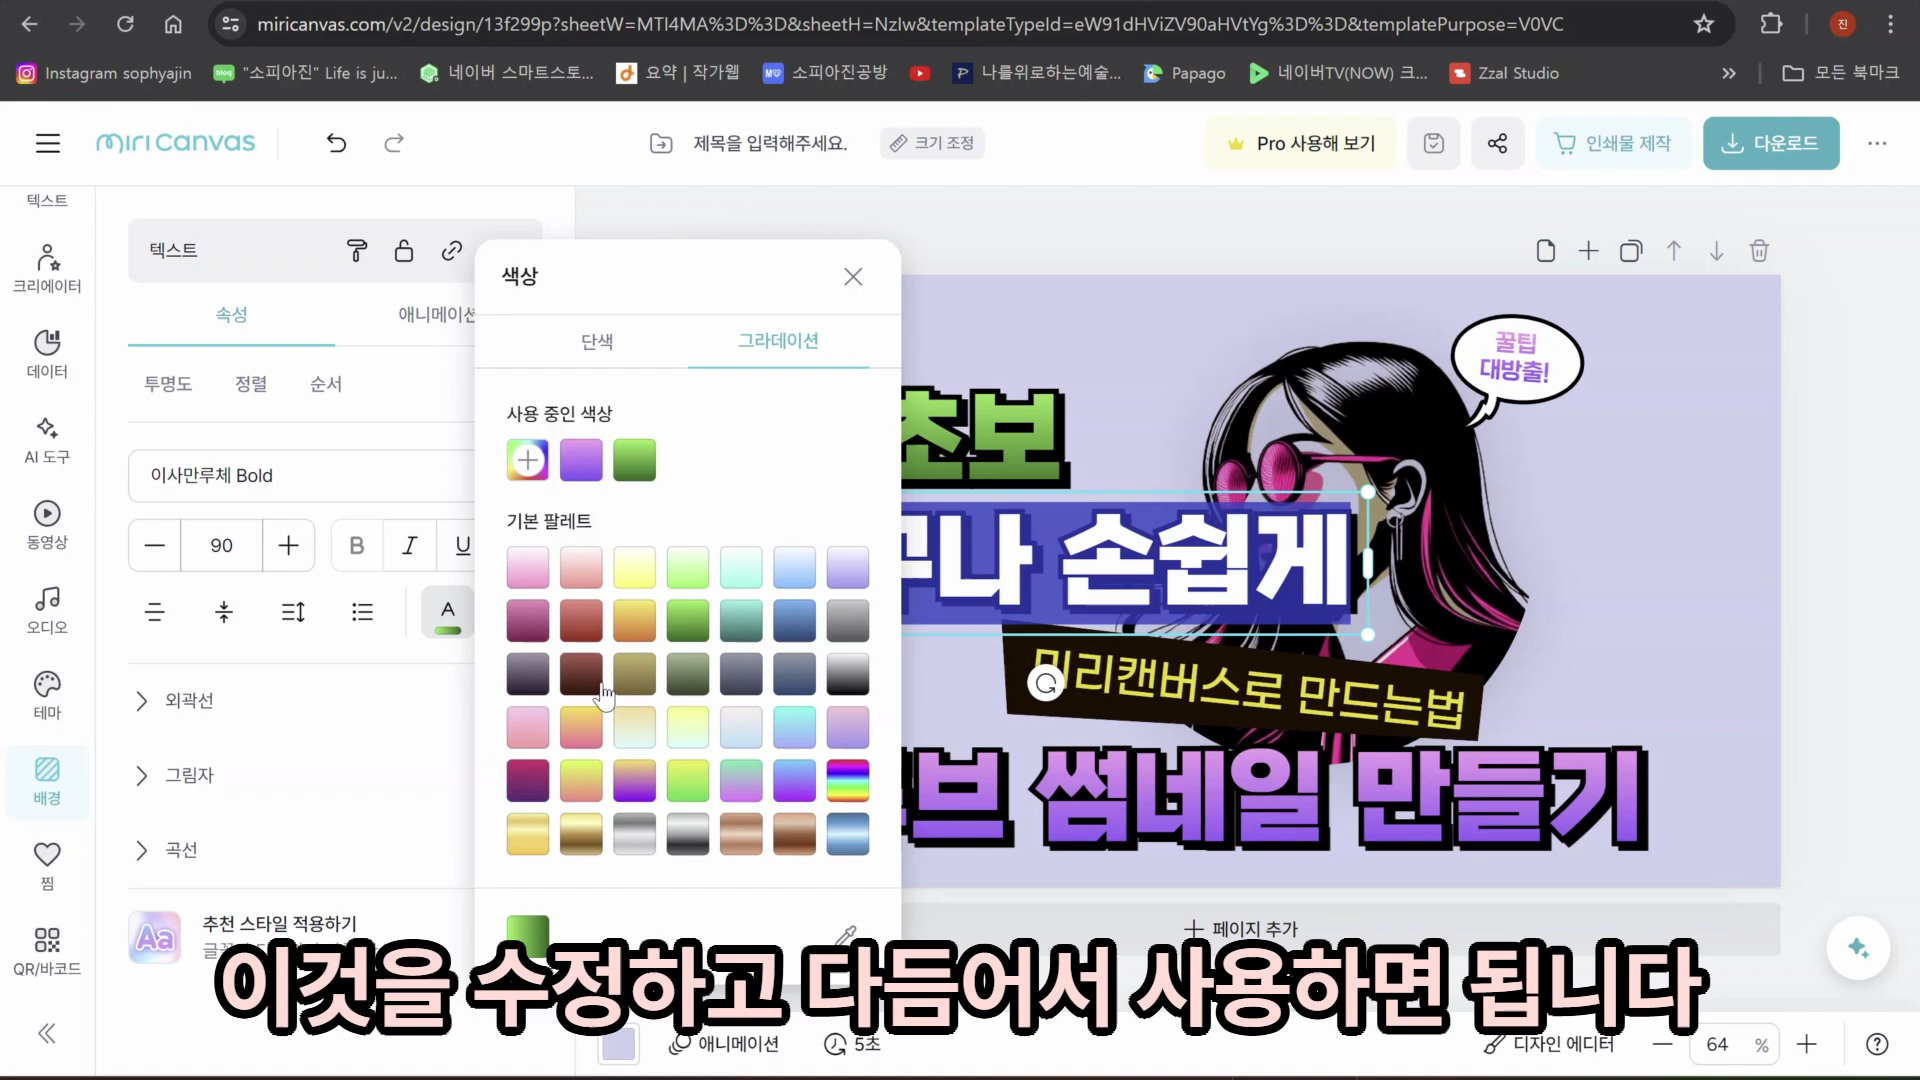 miricanvas.com/v2/design/13f299p?sheetW=MTI4MA%3D%3D&sheetH=NzIw&templateTypeId=eW91dHViZV90aHVtYg%3D%3D&templatePurpose=V0VC
진
Instagram sophyajin
blog "소피아진" Life is ju...
네이버 스마트스토...
요약 | 작가웹
소피아진공방
나를위로하는예술...
Papago
네이버TV(NOW) 크...
Zzal Studio
모든 북마크
miri canvas
제목을 입력해주세요.
크기 조정
Pro 사용해 보기
인쇄물 제작
다운로드
텍스트
크리에이터
데이터
AI 도구
동영상
오디오
테마
배경
찜
QR/바코드
텍스트
속성
애니메이션
투명도
정렬
순서
이사만루체 Bold
90
B
I
U
A
외곽선
그림자
곡선
Aa
추천 스타일 적용하기
색상
단색
그라데이션
사용 중인 색상
기본 팔레트
꿀팁
대방출!
초보
구나 손쉽게
미리캔버스로 만드는법
브 썸네일 만들기
페이지 추가
이것을 수정하고 다듬어서 사용하면 됩니다
애니메이션
5초
디자인 에디터
64
%